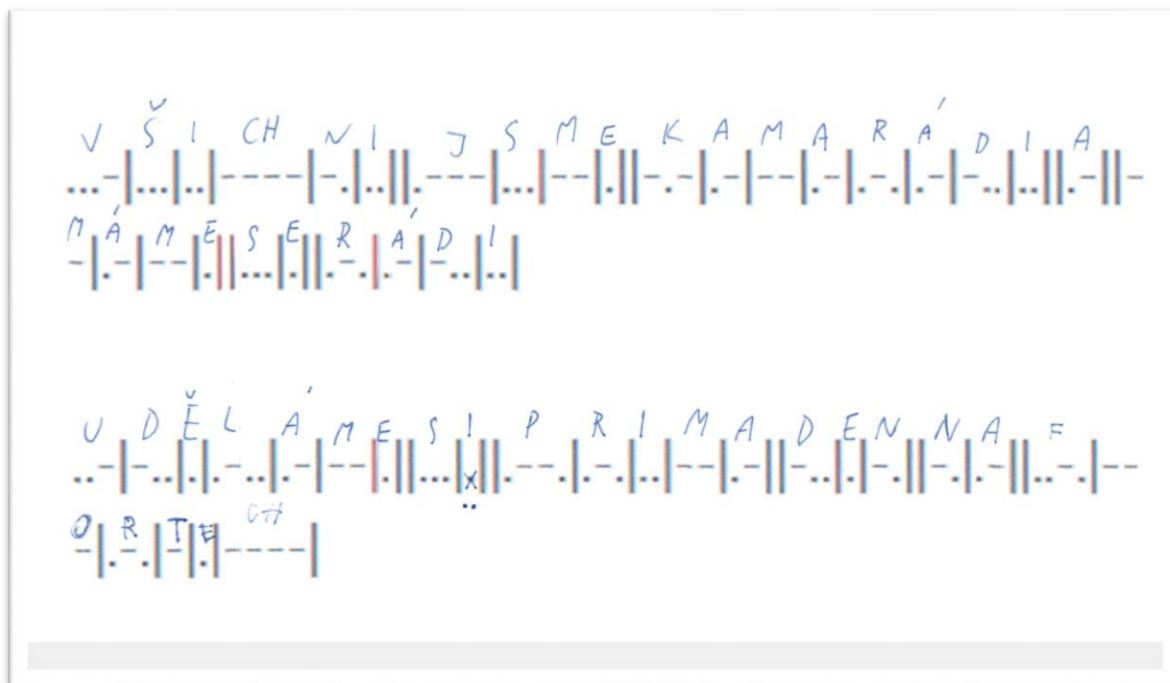 V Š I CH N I J S M E K A M A R Á D I A
...-|...|..|----|-.|..||.---|...|--|.||-.-|.-|--|.-|.-.|.-|-..|..||.-||-
M Á M E S E R Á D I
-|.-|--|.||...|.||.-.|.-|-..|..|
U D Ě L Á M E S I P R I M A D E N N A F
..-|-..|.|.-..|.-|--|.||...|x||.--.|.-.|..|--|.-||-..|.|-.||-.|.-||..-.|--
..
O R T E CH
-|.-.|-|.|----|